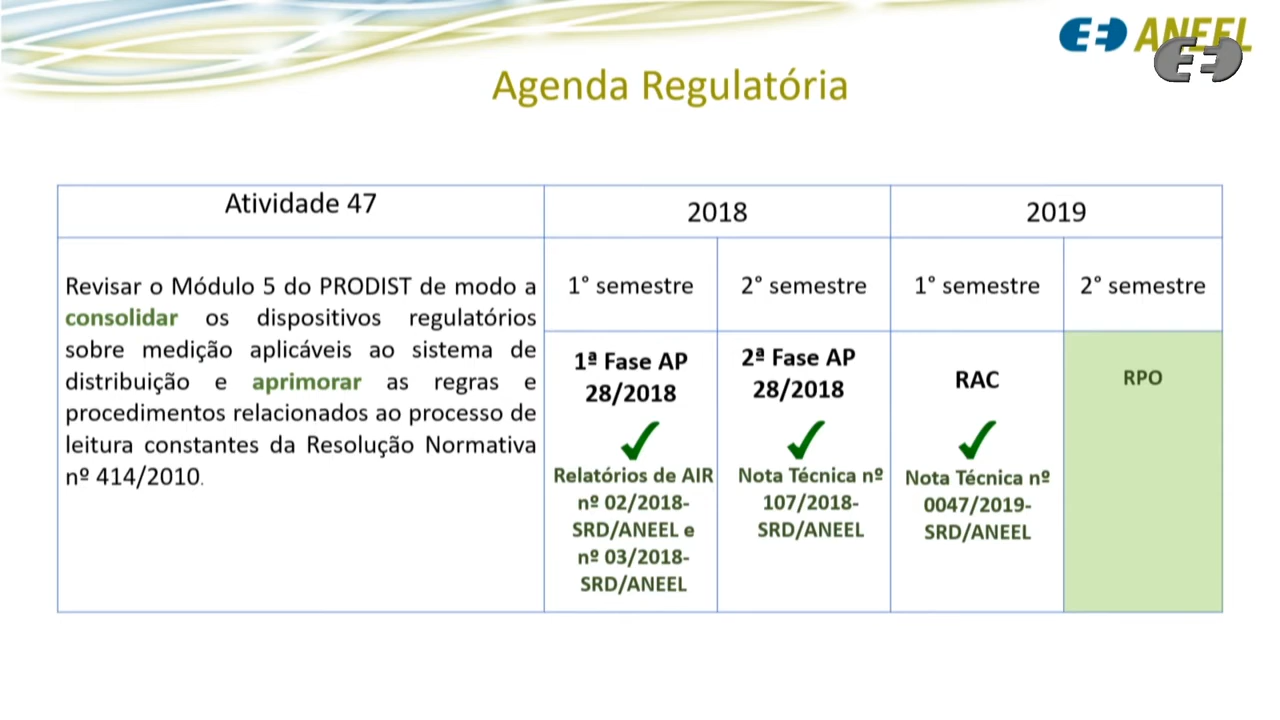 ANEEL
Agenda Regulatória
Atividade 47
2018
2019
Revisar o Módulo 5 do PRODIST de modo a
consolidar os dispositivos regulatórios
sobre medição aplicáveis ao sistema de
distribuição e aprimorar as regras e
procedimentos relacionados ao processo de
leitura constantes da Resolução Normativa
nº 414/2010.
1° semestre
2° semestre
1° semestre
2° semestre
1ª Fase AP
28/2018
✓
Relatórios de AIR
nº 02/2018-
SRD/ANEEL e
nº 03/2018-
SRD/ANEEL
2ª Fase AP
28/2018
✓
Nota Técnica nº
107/2018-
SRD/ANEEL
RAC
✓
Nota Técnica nº
0047/2019-
SRD/ANEEL
RPO